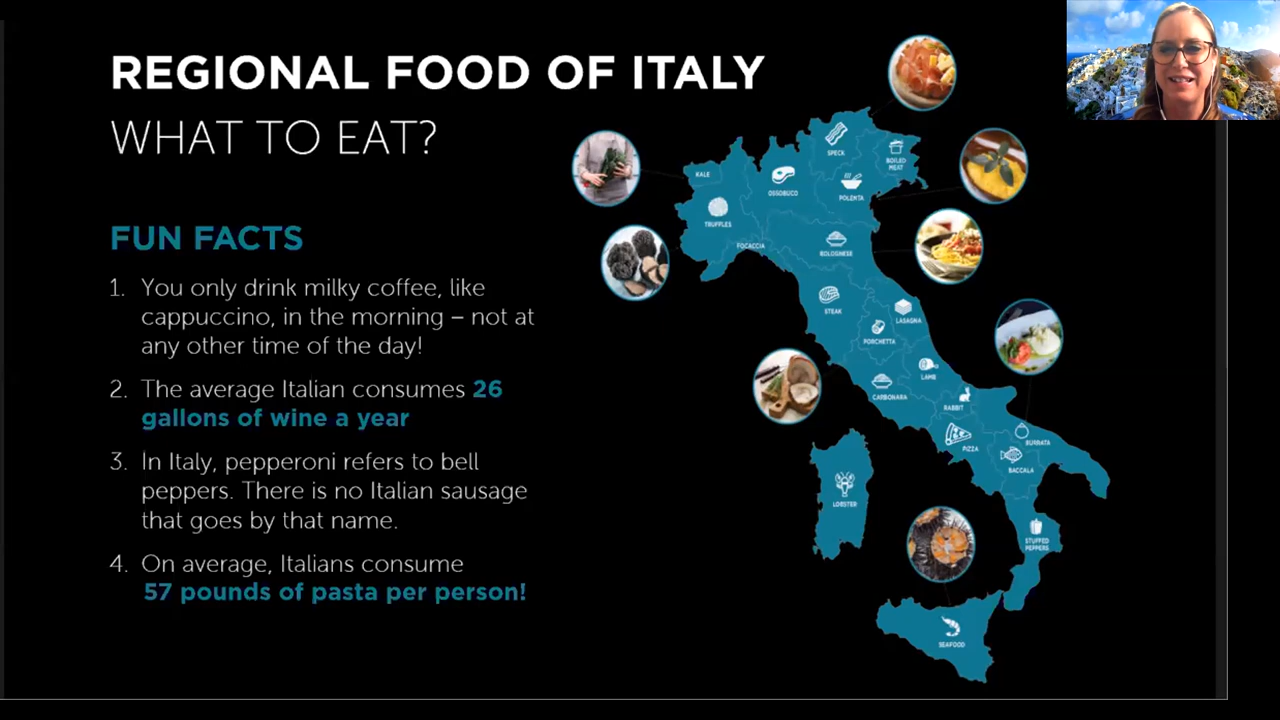 REGIONAL FOOD OF ITALY
WHAT TO EAT?
FUN FACTS
1. You only drink milky coffee, like
cappuccino, in the morning – not at
any other time of the day!
2. The average Italian consumes 26
gallons of wine a year
3. In Italy, pepperoni refers to bell
peppers. There is no Italian sausage
that goes by that name.
4. On average, Italians consume
57 pounds of pasta per person!
SPECK
BOILED
MEAT
KALE
OSSOBUCO
POLENTA
TRUFFLES
FOCACCIA
BOLOGNESE
STEAK
LASAGNA
PORCHETTA
LAMB
CARBONARA
RABBIT
PIZZA
BURRATA
BACCALA
LOBSTER
STUFFED
PEPPERS
SEAFOOD